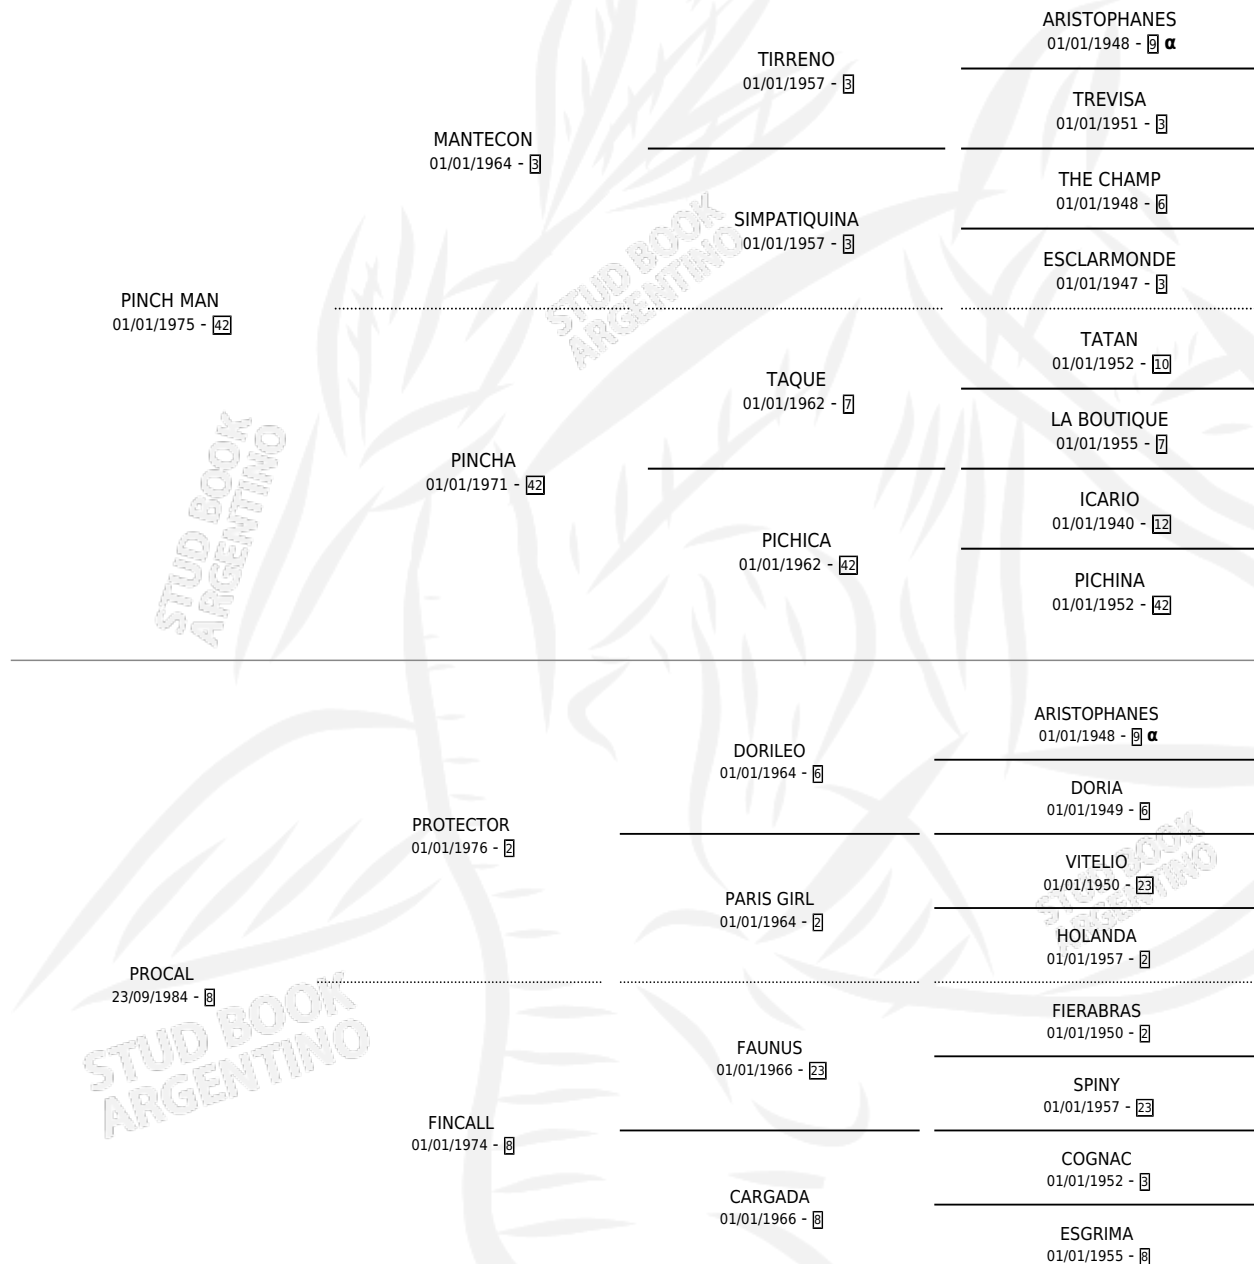 ARISTOPHANES
01/01/1948 - 9 α
TIRRENO
01/01/1957 - 3
TREVISA
01/01/1951 - 3
MANTECON
01/01/1964 - 3
THE CHAMP
01/01/1948 - 6
SIMPATIQUINA
01/01/1957 - 3
ESCLARMONDE
01/01/1947 - 3
PINCH MAN
01/01/1975 - 42
TATAN
01/01/1952 - 10
TAQUE
01/01/1962 - 7
LA BOUTIQUE
01/01/1955 - 7
PINCHA
01/01/1971 - 42
ICARIO
01/01/1940 - 12
PICHICA
01/01/1962 - 42
PICHINA
01/01/1952 - 42
STUD BOOK
ARGENTINO
STUD BOOK
ARGENTINO
ARISTOPHANES
01/01/1948 - 9 α
DORILEO
01/01/1964 - 6
DORIA
01/01/1949 - 6
PROTECTOR
01/01/1976 - 2
VITELIO
01/01/1950 - 23
PARIS GIRL
01/01/1964 - 2
HOLANDA
01/01/1957 - 2
PROCAL
23/09/1984 - 8
FIERABRAS
01/01/1950 - 2
FAUNUS
01/01/1966 - 23
SPINY
01/01/1957 - 23
FINCALL
01/01/1974 - 8
COGNAC
01/01/1952 - 3
CARGADA
01/01/1966 - 8
ESGRIMA
01/01/1955 - 8
STUD BOOK
ARGENTINO
STUD BOOK
ARGENTINO